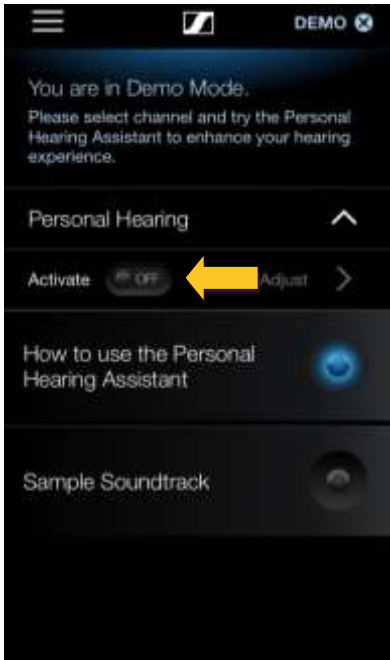 DEMO
You are in Demo Mode.
Please select channel and try the Personal
Hearing Assistant to enhance your hearing
experience.
Personal Hearing
Activate OFF Adjust
How to use the Personal
Hearing Assistant
Sample Soundtrack